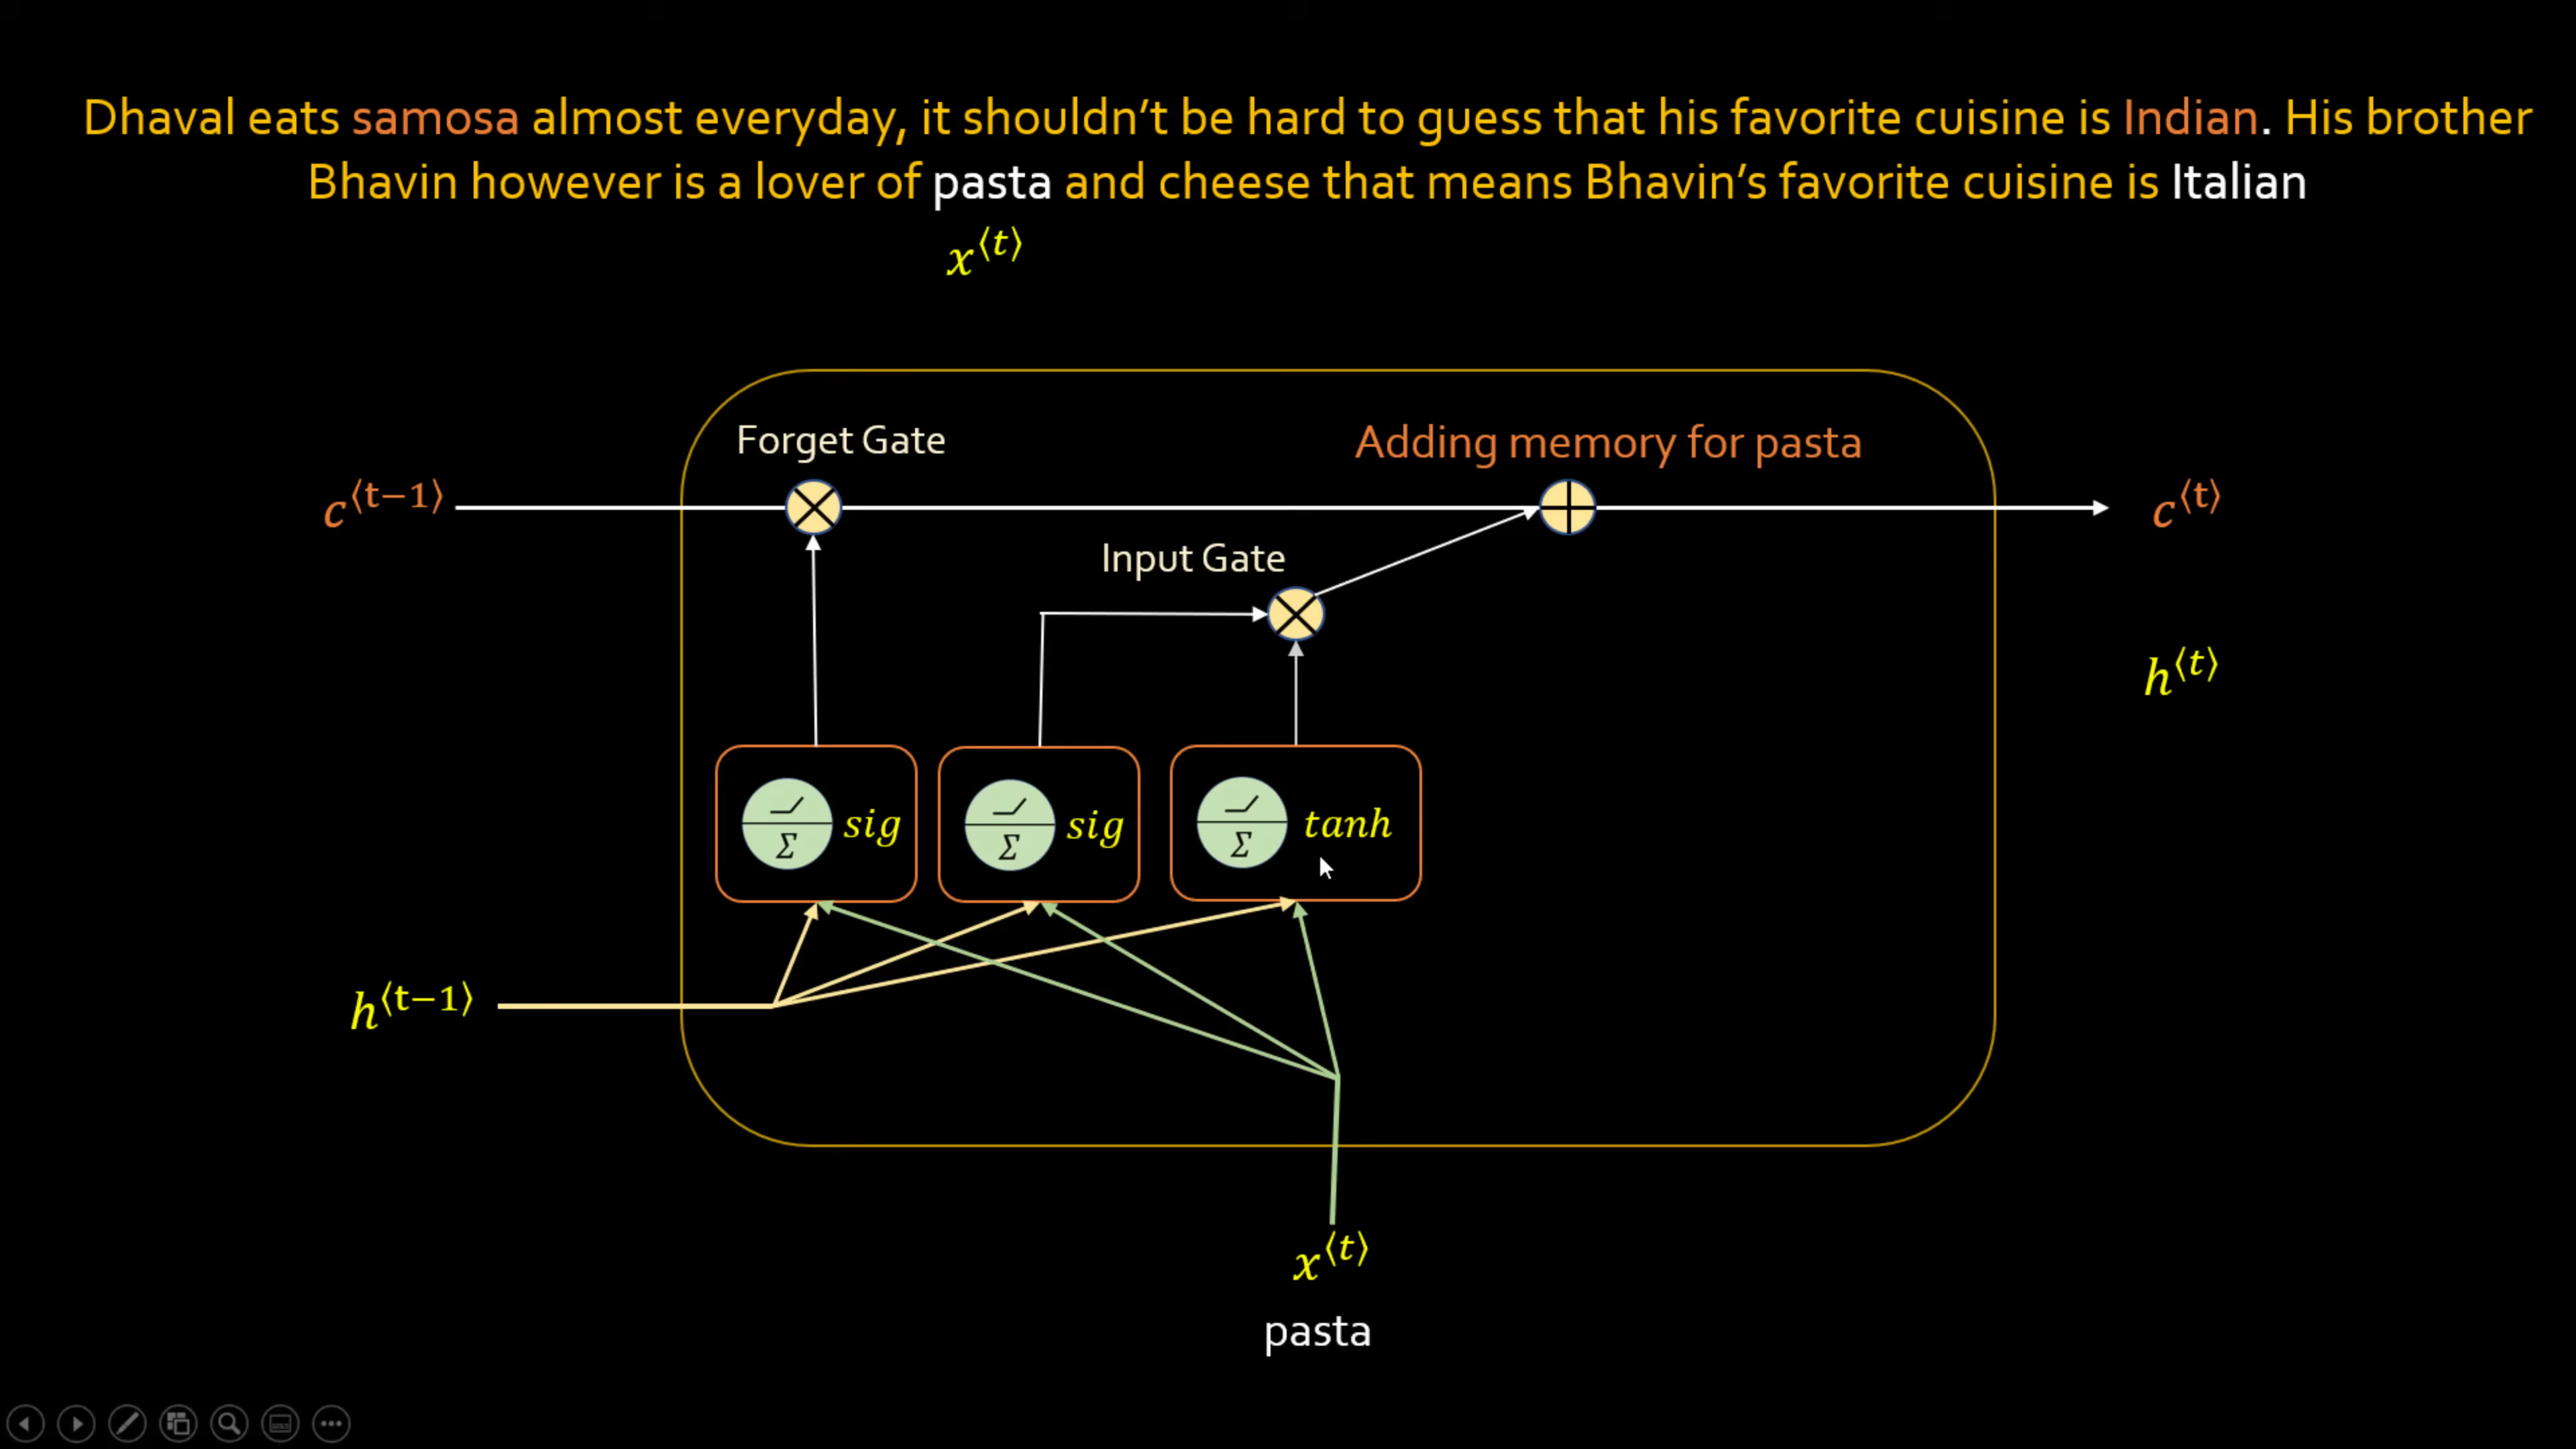 Dhaval eats samosa almost everyday, it shouldn’t be hard to guess that his favorite cuisine is Indian. His brother
Bhavin however is a lover of pasta and cheese that means Bhavin’s favorite cuisine is Italian
x⟨t⟩
Forget Gate
Adding memory for pasta
c⟨t−1⟩
c⟨t⟩
Input Gate
h⟨t⟩
Σ sig
Σ sig
Σ tanh
h⟨t−1⟩
x⟨t⟩
pasta